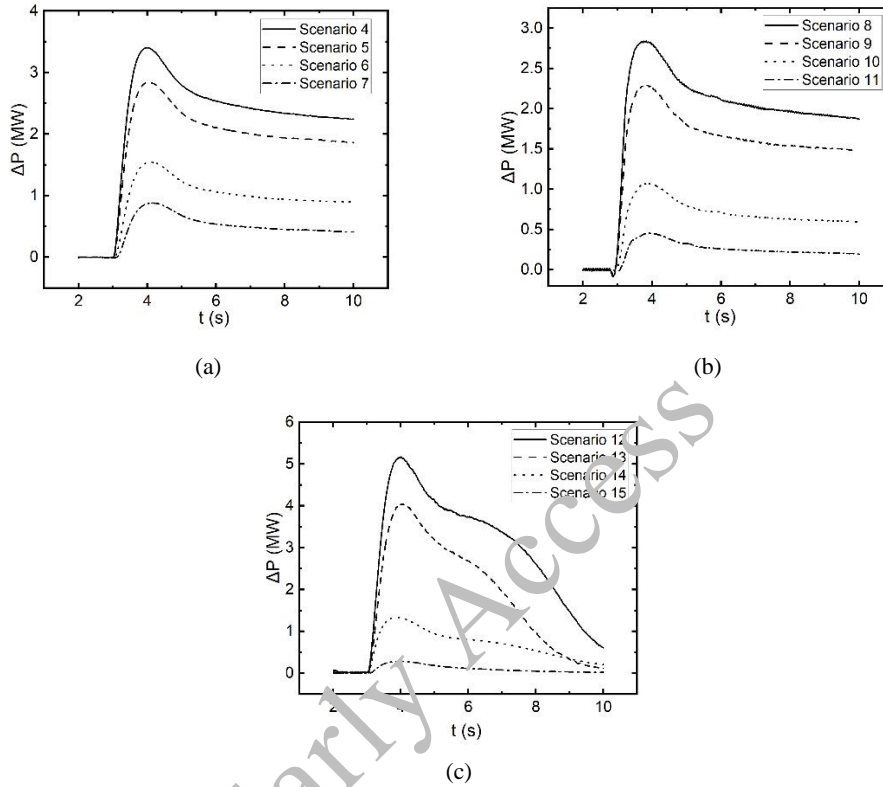 4
3
2
1
0
ΔP (MW)
Scenario 4
Scenario 5
Scenario 6
Scenario 7
2 4 6 8 10
t (s)
(a)
3.0
2.5
2.0
1.5
1.0
0.5
0.0
ΔP (MW)
Scenario 8
Scenario 9
Scenario 10
Scenario 11
2 4 6 8 10
t (s)
(b)
6
5
4
3
2
1
0
ΔP (MW)
Scenario 12
Scenario 13
Scenario 14
Scenario 15
2 4 6 8 10
t (s)
(c)
Early Access